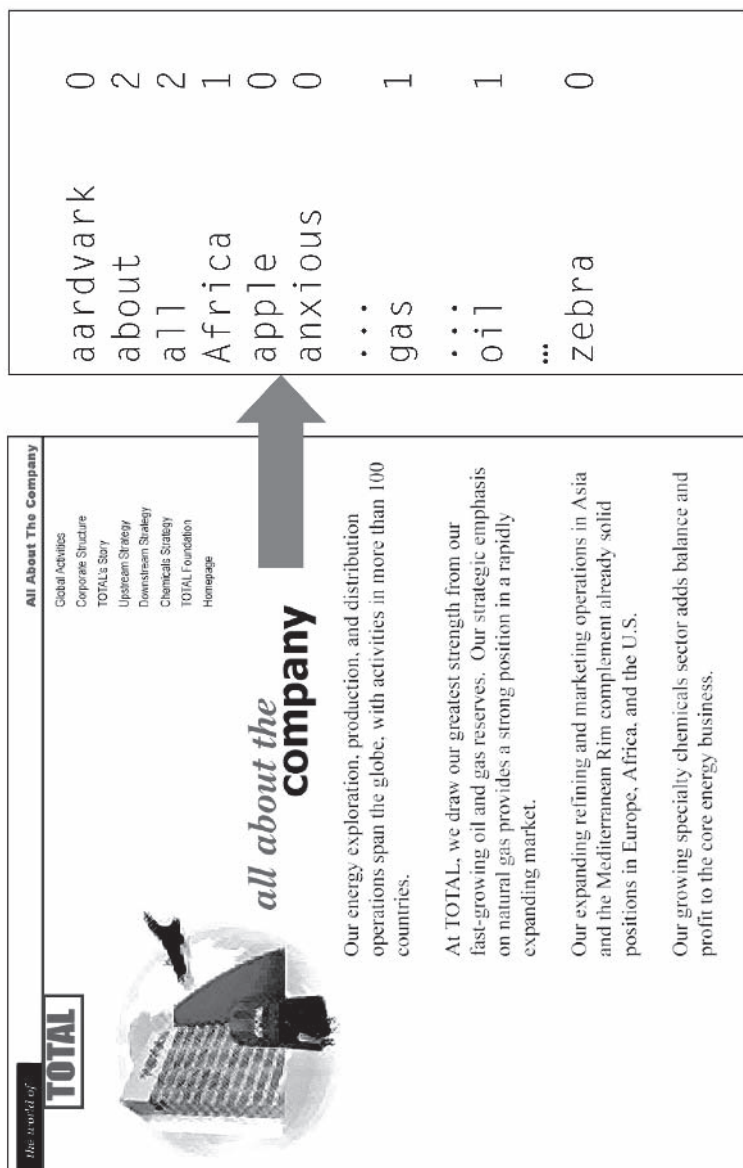 the world of
TOTAL
All About The Company
Global Activities
Corporate Structure
TOTAL's Story
Upstream Strategy
Downstream Strategy
Chemicals Strategy
TOTAL Foundation
Homepage
all about the
company
Our energy exploration, production, and distribution
operations span the globe, with activities in more than 100
countries.
At TOTAL, we draw our greatest strength from our
fast-growing oil and gas reserves. Our strategic emphasis
on natural gas provides a strong position in a rapidly
expanding market.
Our expanding refining and marketing operations in Asia
and the Mediterranean Rim complement already solid
positions in Europe, Africa, and the U.S.
Our growing specialty chemicals sector adds balance and
profit to the core energy business.
aardvark 0
about 2
all 2
Africa 1
apple 0
anxious 0
...
gas 1
...
oil 1
...
zebra 0